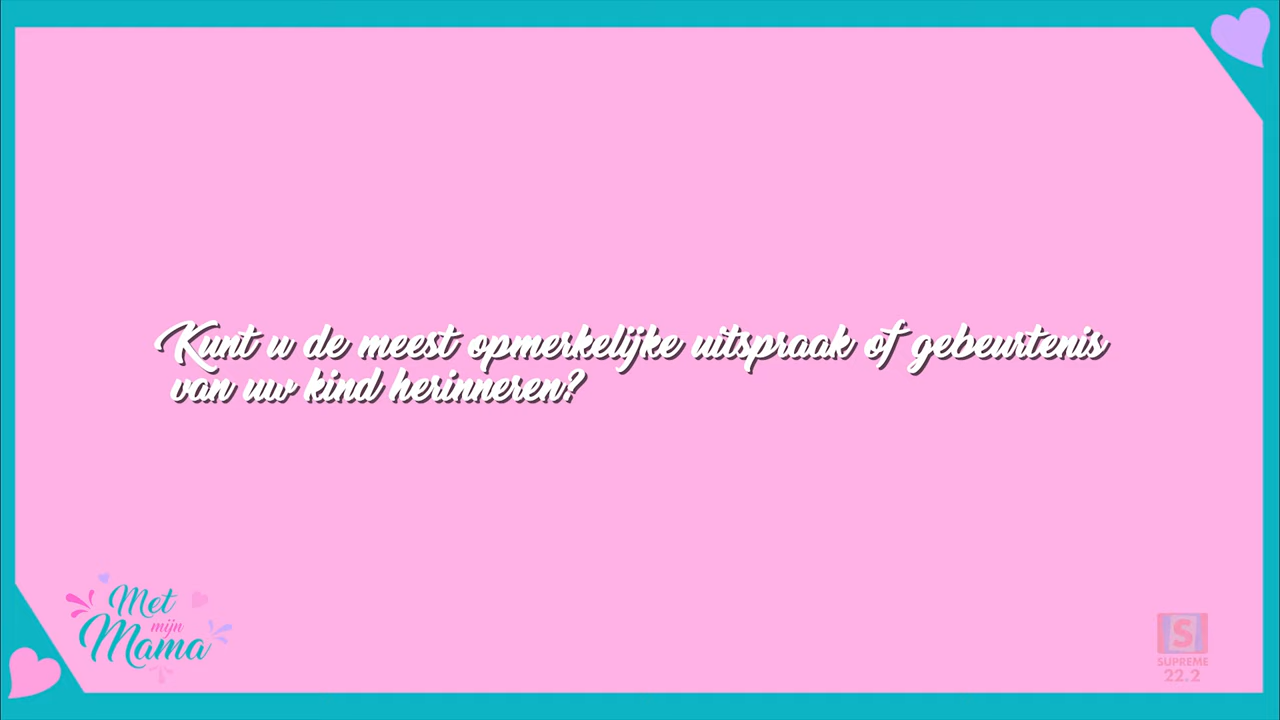 Kunt u de meest opmerkelijke uitspraak of gebeurtenis
van uw kind herinneren?
Met
mijn
Mama
S
SUPREME
22.2